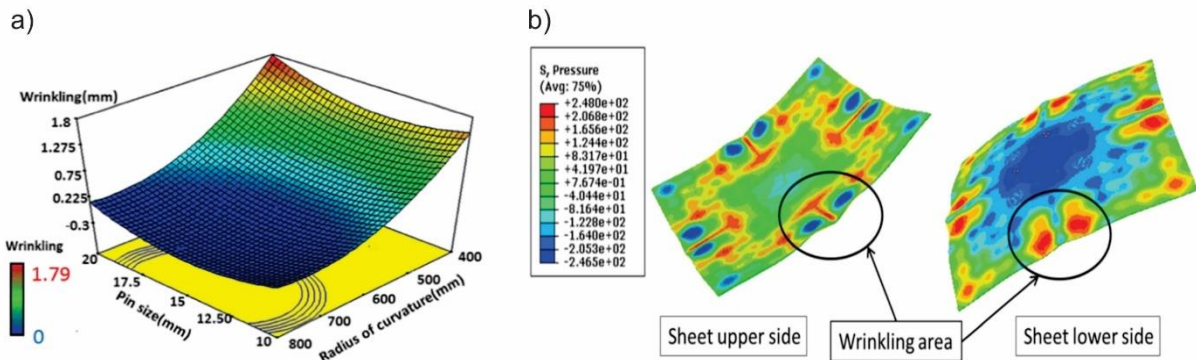 a)
Wrinkling(mm)
1.8
1.275
0.75
0.225
-0.3
Wrinkling
1.79
0
20
17.5
15
12.50
10
Pin size(mm)
400
500
600
700
800
Radius of curvature(mm)
b)
S, Pressure
(Avg: 75%)
+2.480e+02
+2.068e+02
+1.656e+02
+1.244e+02
+8.317e+01
+4.197e+01
+7.674e-01
-4.044e+01
-8.164e+01
-1.228e+02
-1.640e+02
-2.053e+02
-2.465e+02
Sheet upper side
Wrinkling area
Sheet lower side